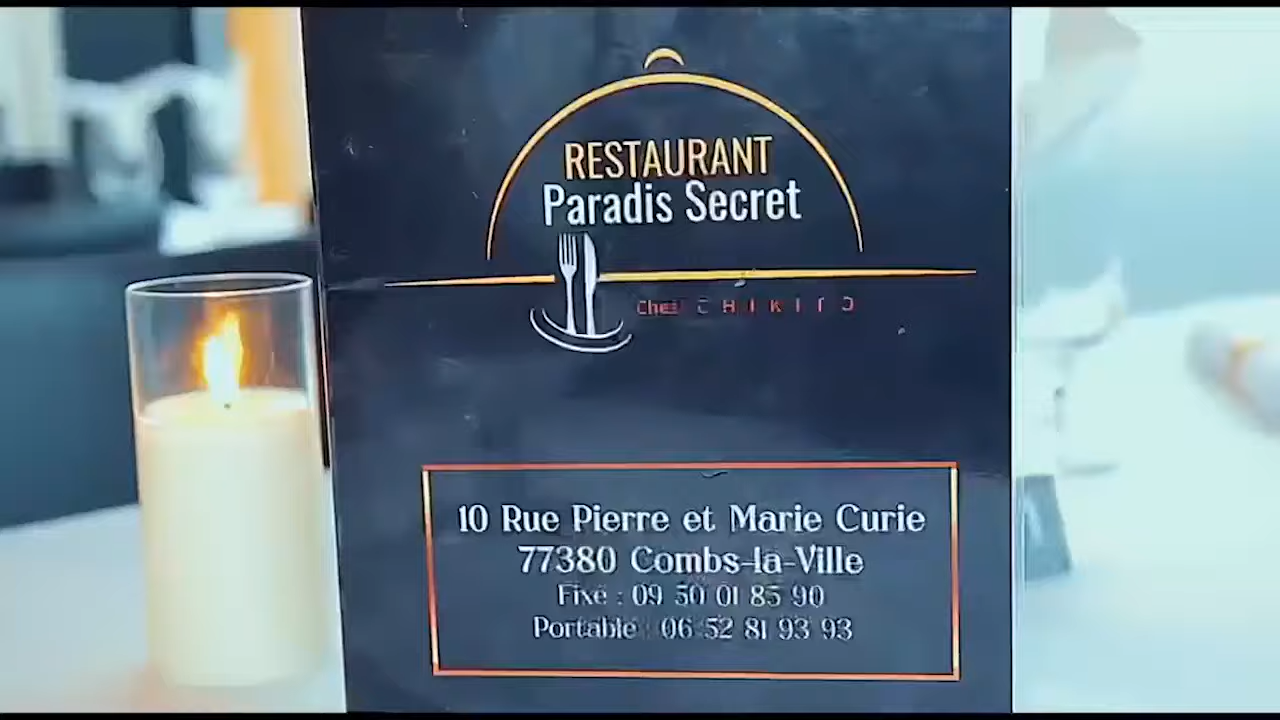 RESTAURANT
Paradis Secret
Chez CHIKITO
10 Rue Pierre et Marie Curie
77380 Combs-la-Ville
Fixe : 09 50 01 85 90
Portable : 06 52 81 93 93